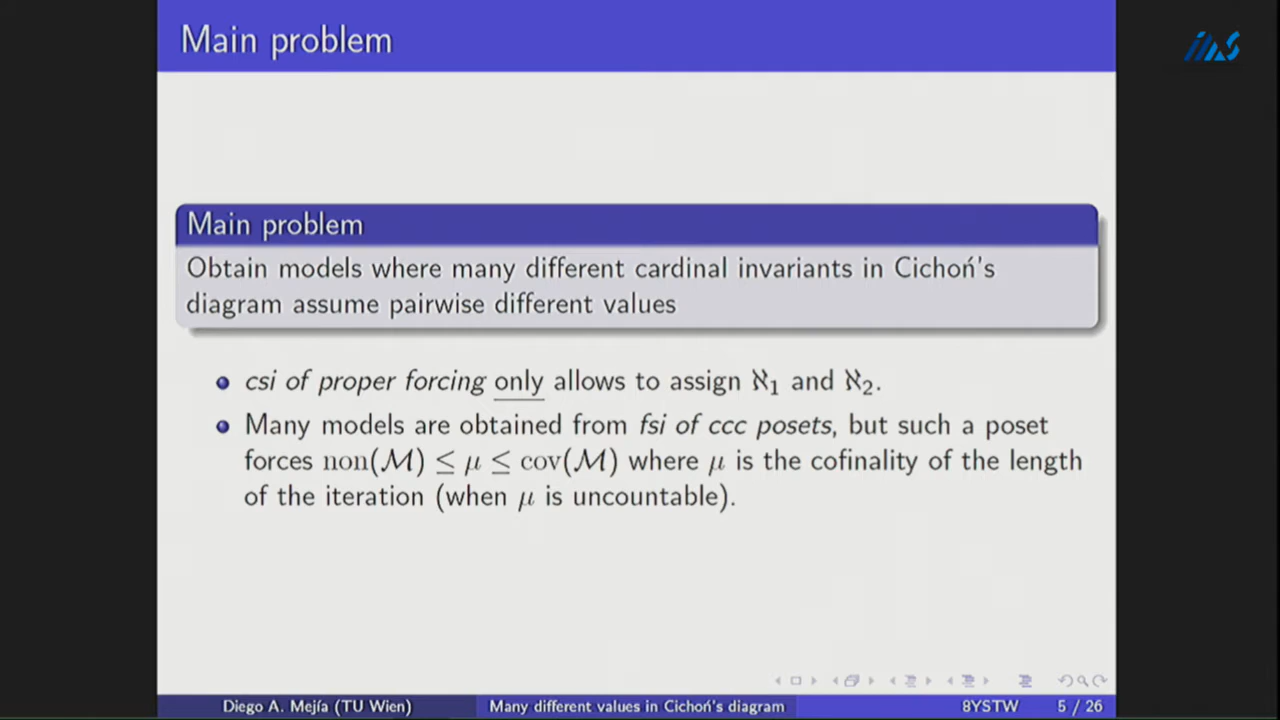 Main problem
Main problem
Obtain models where many different cardinal invariants in Cichoń's
diagram assume pairwise different values
csi of proper forcing only allows to assign ℵ₁ and ℵ₂.
Many models are obtained from fsi of ccc posets, but such a poset
forces non(ℳ) ≤ μ ≤ cov(ℳ) where μ is the cofinality of the length
of the iteration (when μ is uncountable).
Diego A. Mejía (TU Wien) Many different values in Cichoń's diagram 8YSTW 5 / 26